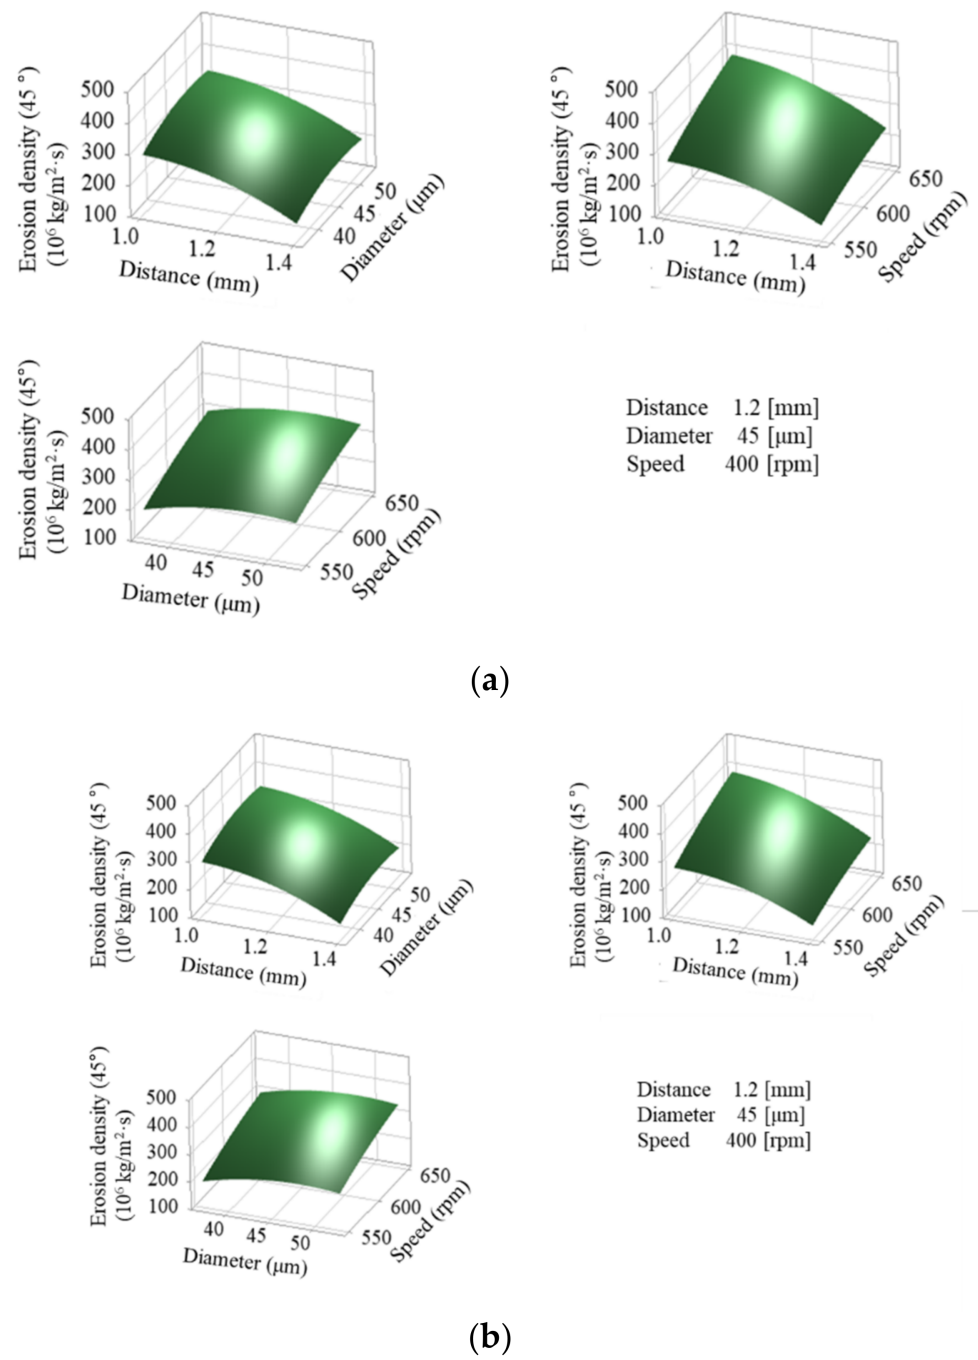 Erosion density (45 °)
(10⁶ kg/m²·s)
500
400
300
200
100
1.0
1.2
1.4
Distance (mm)
40
45
50
Diameter (μm)
Erosion density (45 °)
(10⁶ kg/m²·s)
500
400
300
200
100
1.0
1.2
1.4
Distance (mm)
550
600
650
Speed (rpm)
Erosion density (45°)
(10⁶ kg/m²·s)
500
400
300
200
100
40
45
50
Diameter (μm)
550
600
650
Speed (rpm)
Distance 1.2 [mm]
Diameter 45 [μm]
Speed 400 [rpm]
(a)
Erosion density (45 °)
(10⁶ kg/m²·s)
500
400
300
200
100
1.0
1.2
1.4
Distance (mm)
40
45
50
Diameter (μm)
Erosion density (45 °)
(10⁶ kg/m²·s)
500
400
300
200
100
1.0
1.2
1.4
Distance (mm)
550
600
650
Speed (rpm)
Erosion density (45°)
(10⁶ kg/m²·s)
500
400
300
200
100
40
45
50
Diameter (μm)
550
600
650
Speed (rpm)
Distance 1.2 [mm]
Diameter 45 [μm]
Speed 400 [rpm]
(b)